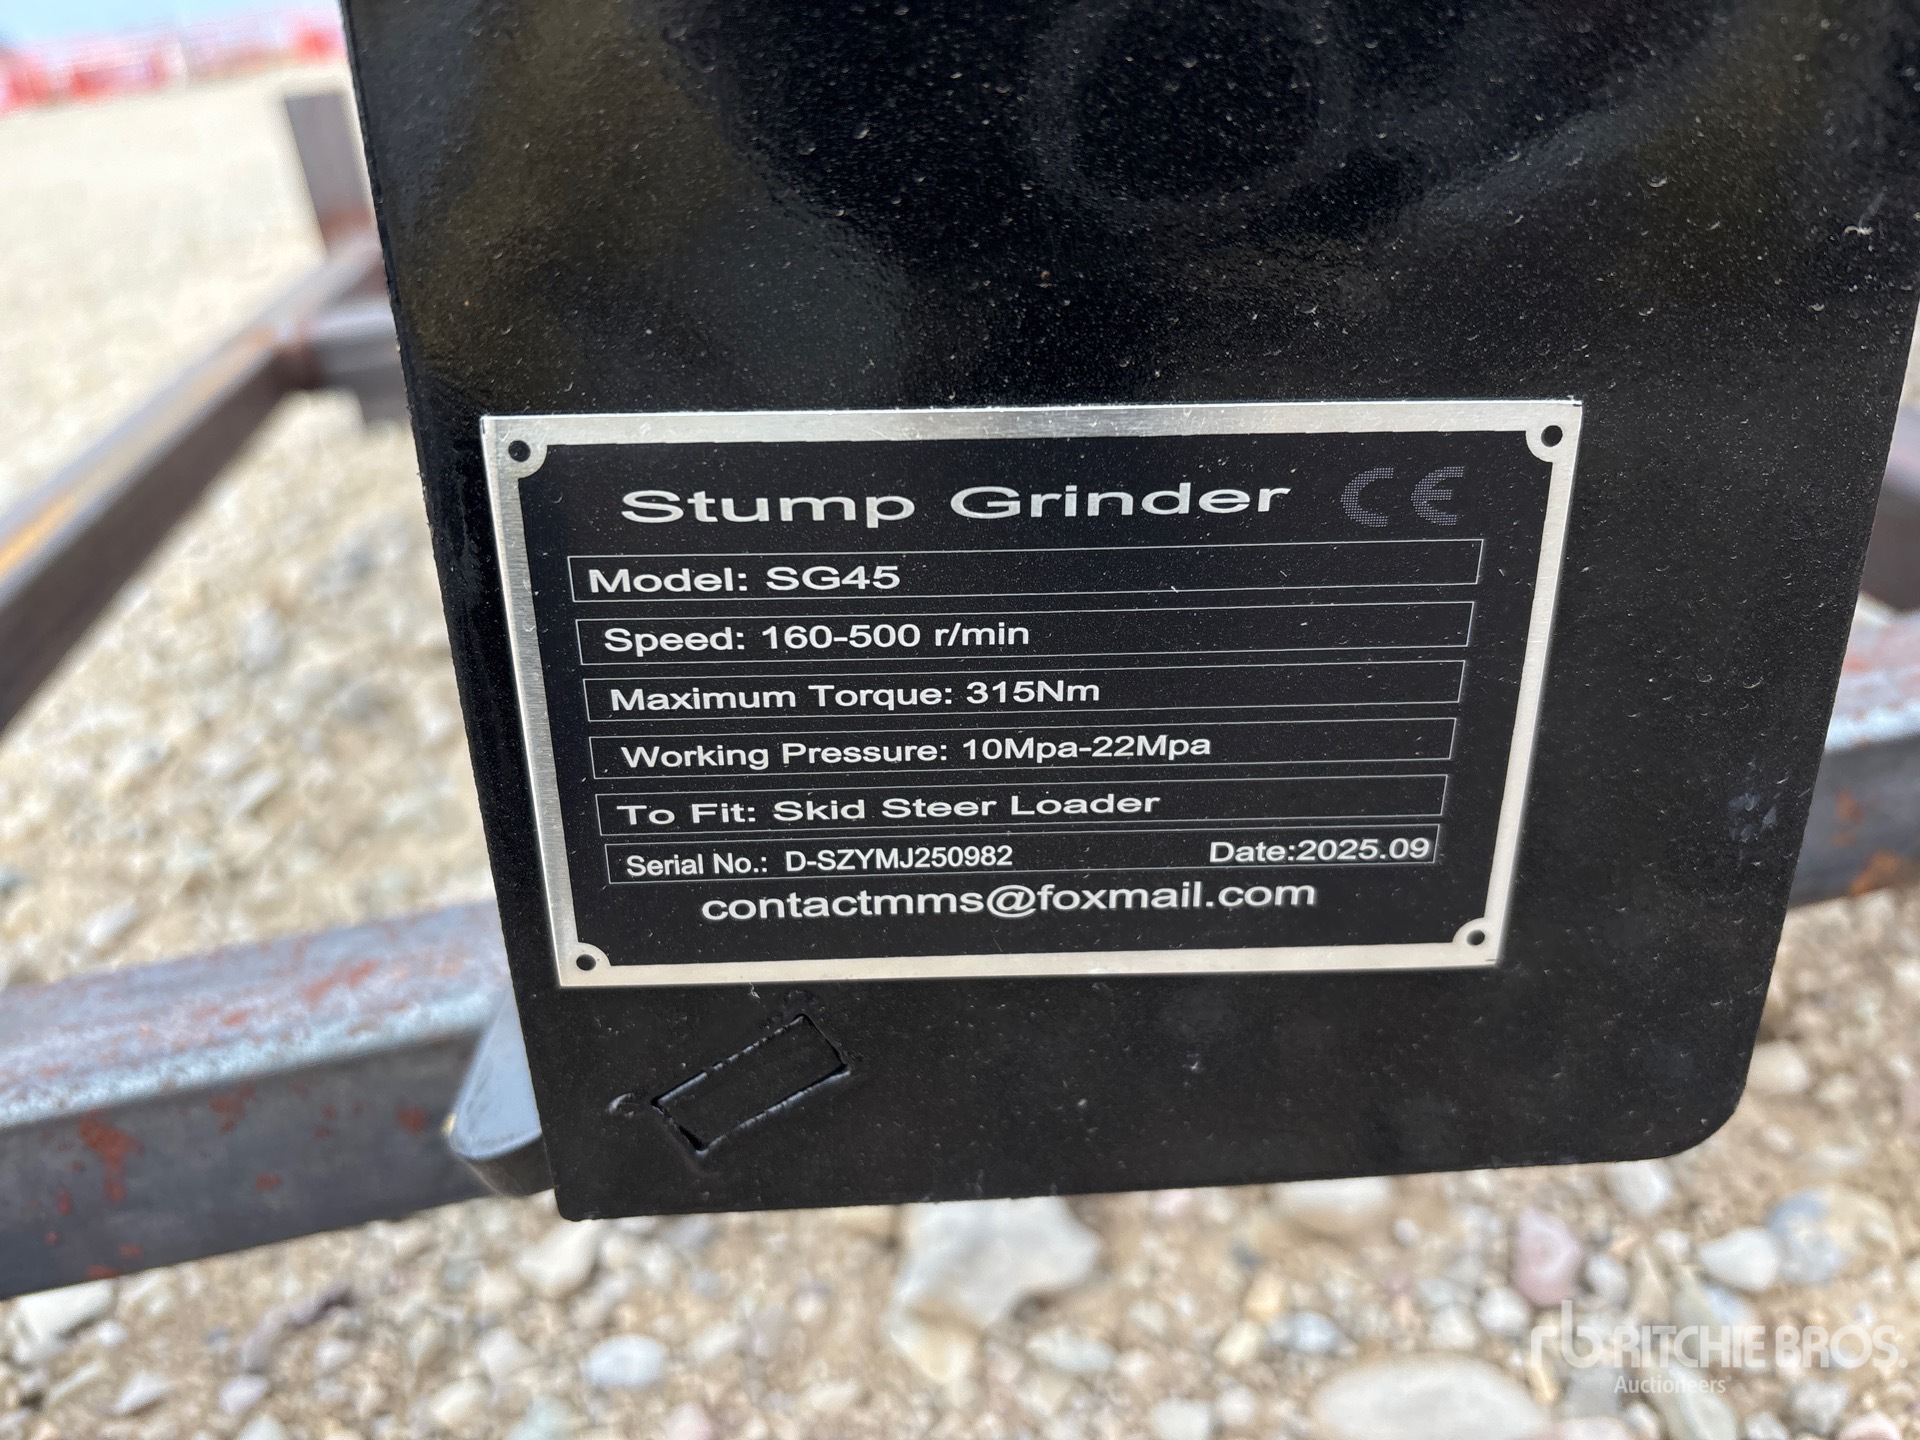 Stump Grinder CE
Model: SG45
Speed: 160-500 r/min
Maximum Torque: 315Nm
Working Pressure: 10Mpa-22Mpa
To Fit: Skid Steer Loader
Serial No.: D-SZYMJ250982 Date:2025.09
contactmms@foxmail.com
rb RITCHIE BROS.
Auctioneers